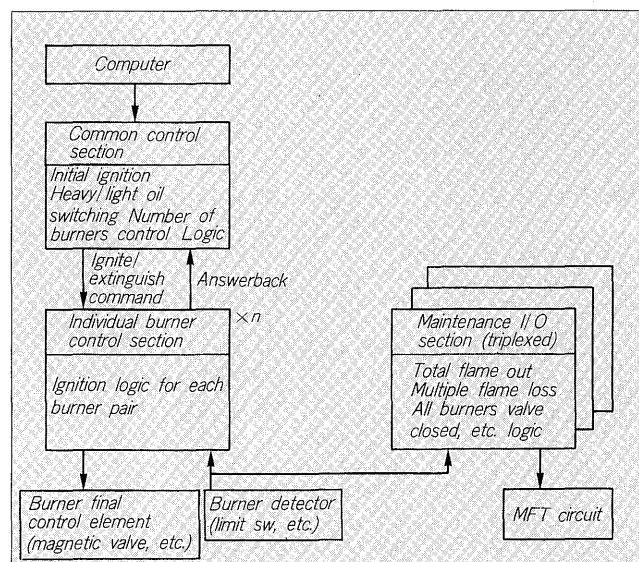 Computer
Common control
section
Initial ignition
Heavy/light oil
switching Number of
burners control Logic
Ignite/
extinguish
command
Answerback
×n
Individual burner
control section
Ignition logic for each
burner pair
Maintenance I/O
section (triplexed)
Total flame out
Multiple flame loss
All burners valve
closed, etc. logic
Burner final
control element
(magnetic valve, etc.)
Burner detector
(limit sw, etc.)
MFT circuit